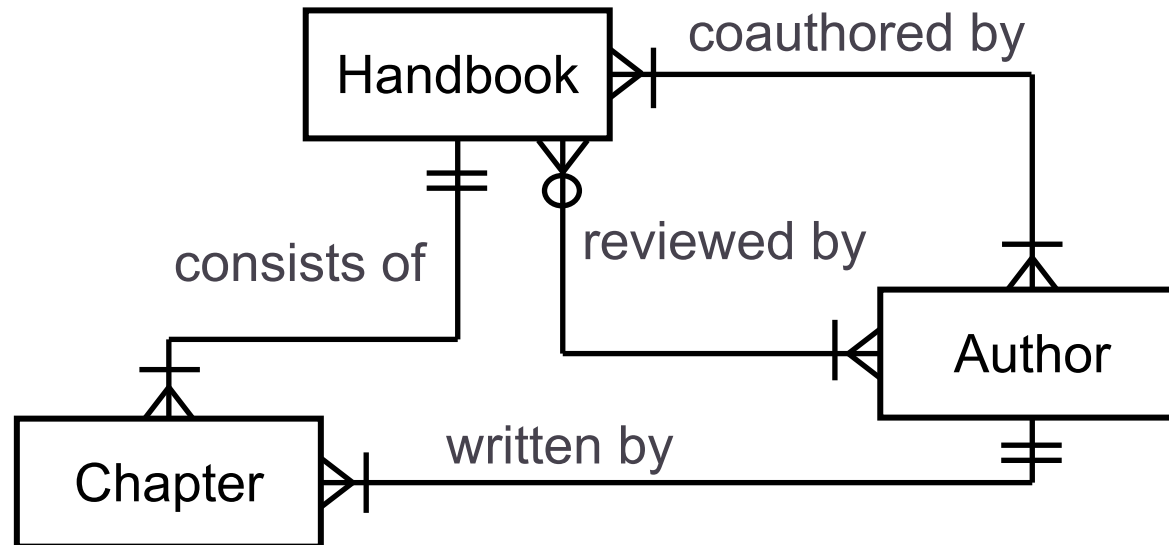 coauthored by
Handbook
reviewed by
consists of
Author
written by
Chapter